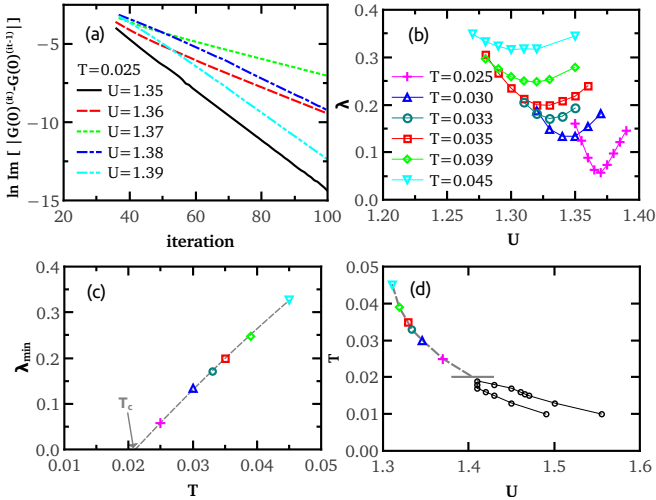 (a)
T=0.025
U=1.35
U=1.36
U=1.37
U=1.38
U=1.39
ln Im [ |G(0)^(it)-G(0)^(it-1)|]
−5
−10
−15
20 40 60 80 100
iteration
(b)
T=0.025
T=0.030
T=0.033
T=0.035
T=0.039
T=0.045
λ
0.4
0.3
0.2
0.1
0
1.20 1.25 1.30 1.35 1.40
U
(c)
T_c
λ_min
0.4
0.3
0.2
0.1
0.0
0.01 0.02 0.03 0.04 0.05
T
(d)
T
0.05
0.04
0.03
0.02
0.01
0.00
1.3 1.4 1.5 1.6
U